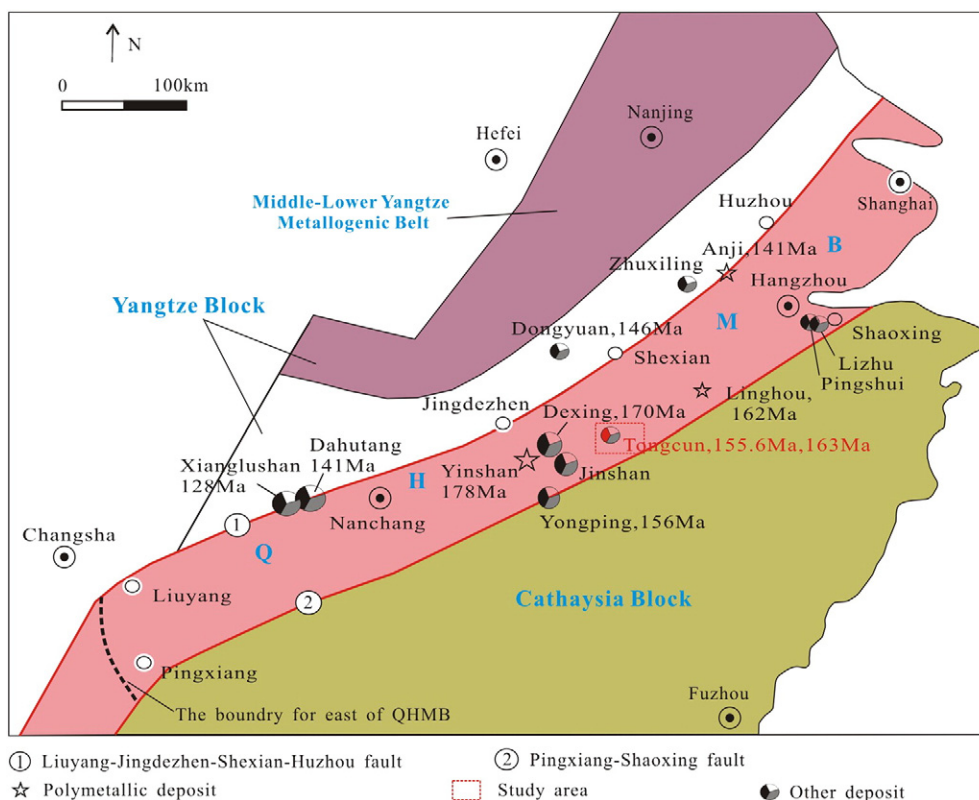 N
0 100km
Nanjing
Hefei
Middle-Lower Yangtze
Metallogenic Belt
Shanghai
Huzhou
B
Anji,141Ma
Zhuxiling
Hangzhou
Yangtze Block
M
Dongyuan,146Ma
Shaoxing
Shexian
Lizhu
Pingshui
Jingdezhen
Linghou,
162Ma
Dexing,170Ma
Tongcun,155.6Ma,163Ma
Dahutang
141Ma
Xianglushan
128Ma
Yinshan
178Ma
H
Jinshan
Nanchang
Yongping,156Ma
1
Changsha
Q
Liuyang
2
Cathaysia Block
Pingxiang
Fuzhou
The boundry for east of QHMB
1 Liuyang-Jingdezhen-Shexian-Huzhou fault
2 Pingxiang-Shaoxing fault
Polymetallic deposit
Study area
Other deposit